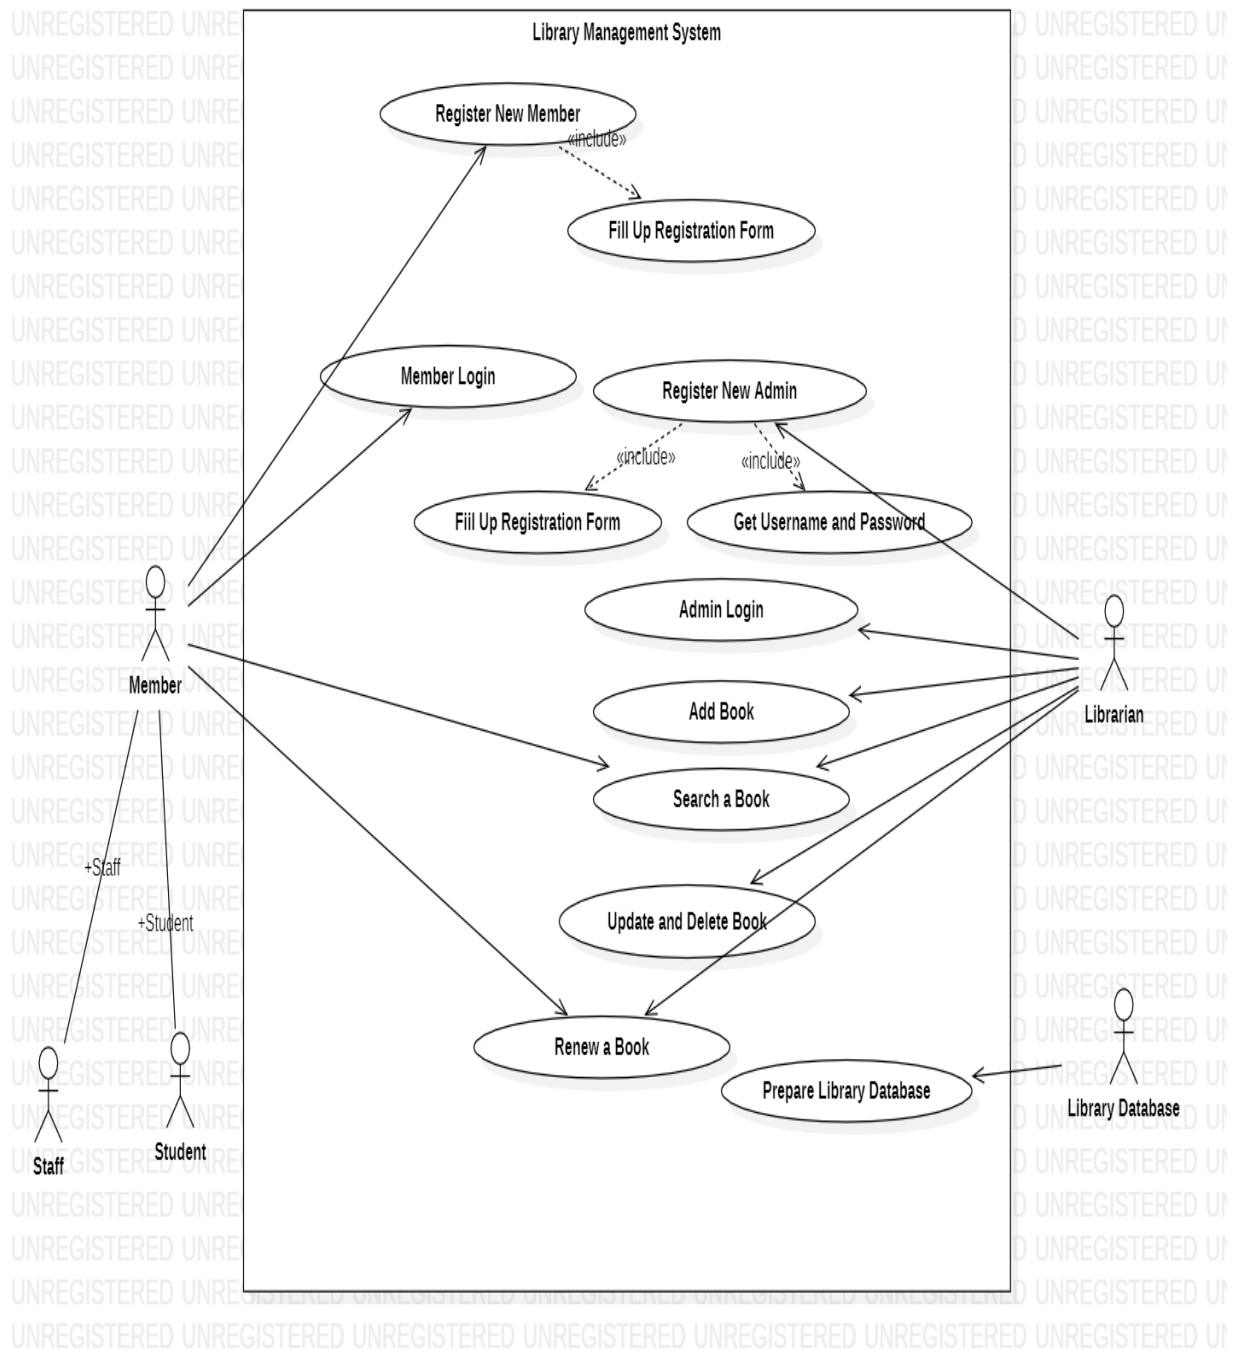 Library Management System
Register New Member
«include»
Fill Up Registration Form
Member Login
Register New Admin
«include»
«include»
Fiil Up Registration Form
Get Username and Password
Admin Login
Member
Add Book
Librarian
Search a Book
+Staff
+Student
Update and Delete Book
Renew a Book
Prepare Library Database
Library Database
Student
Staff
UNREGISTERED UNREGISTERED UNREGISTERED UNREGISTERED UNREGISTERED UNREGISTERED UNREGISTERED UN